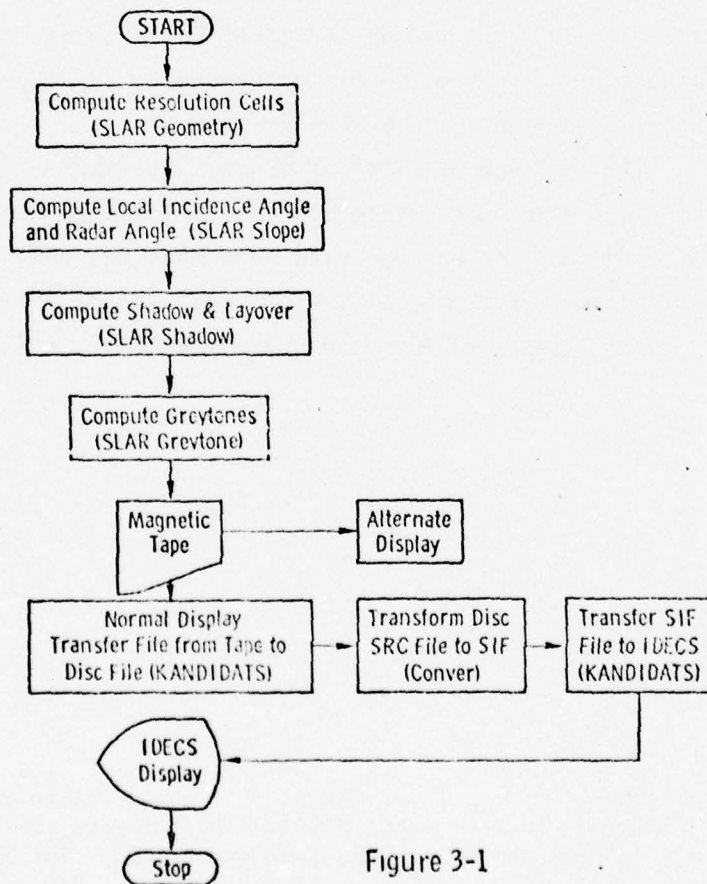 START
Compute Resolution Cells
(SLAR Geometry)
Compute Local Incidence Angle
and Radar Angle (SLAR Slope)
Compute Shadow & Layover
(SLAR Shadow)
Compute Greytones
(SLAR Greytone)
Magnetic
Tape
Alternate
Display
Normal Display
Transfer File from Tape to
Disc File (KANDIDATS)
Transform Disc
SRC File to SIF
(Conver)
Transfer SIF
File to IDECS
(KANDIDATS)
IDECS
Display
Stop
Figure 3-1